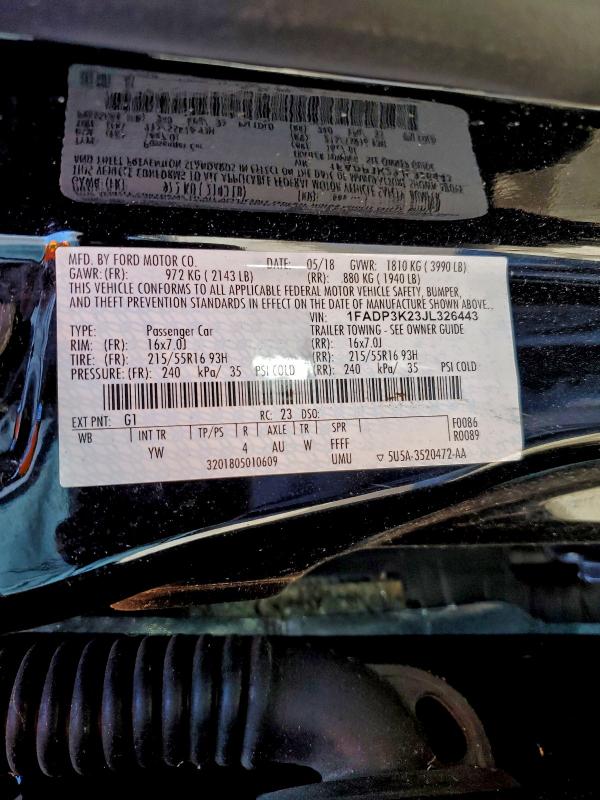 MFD. BY FORD MOTOR CO. DATE: 05/18 GVWR: 1810 KG ( 3990 LB)
GAWR: (FR): 972 KG ( 2143 LB) (RR): 880 KG ( 1940 LB)
THIS VEHICLE CONFORMS TO ALL APPLICABLE FEDERAL MOTOR VEHICLE SAFETY, BUMPER,
AND THEFT PREVENTION STANDARDS IN EFFECT ON THE DATE OF MANUFACTURE SHOWN ABOVE.
VIN: 1FADP3K23JL326443
TYPE: Passenger Car TRAILER TOWING - SEE OWNER GUIDE
RIM: (FR): 16x7.0J (RR): 16x7.0J
TIRE: (FR): 215/55R16 93H (RR): 215/55R16 93H
PRESSURE: (FR): 240 kPa/ 35 PSI COLD (RR): 240 kPa/ 35 PSI COLD
EXT PNT: G1 RC: 23 DSO: F0086
WB INT TR TP/PS R AXLE TR SPR R0089
YW 4 AU W FFFF
3201805010609 UMU ▽ 5U5A-3520472-AA